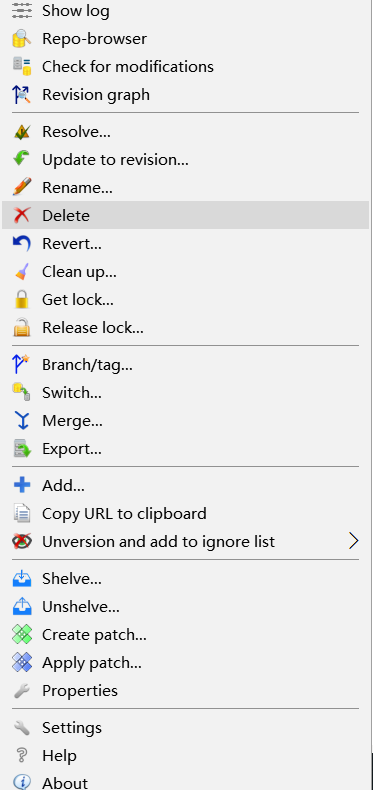 Show log
Repo-browser
Check for modifications
Revision graph
Resolve...
Update to revision...
Rename...
Delete
Revert...
Clean up...
Get lock...
Release lock...
Branch/tag...
Switch...
Merge...
Export...
Add...
Copy URL to clipboard
Unversion and add to ignore list
Shelve...
Unshelve...
Create patch...
Apply patch...
Properties
Settings
Help
About